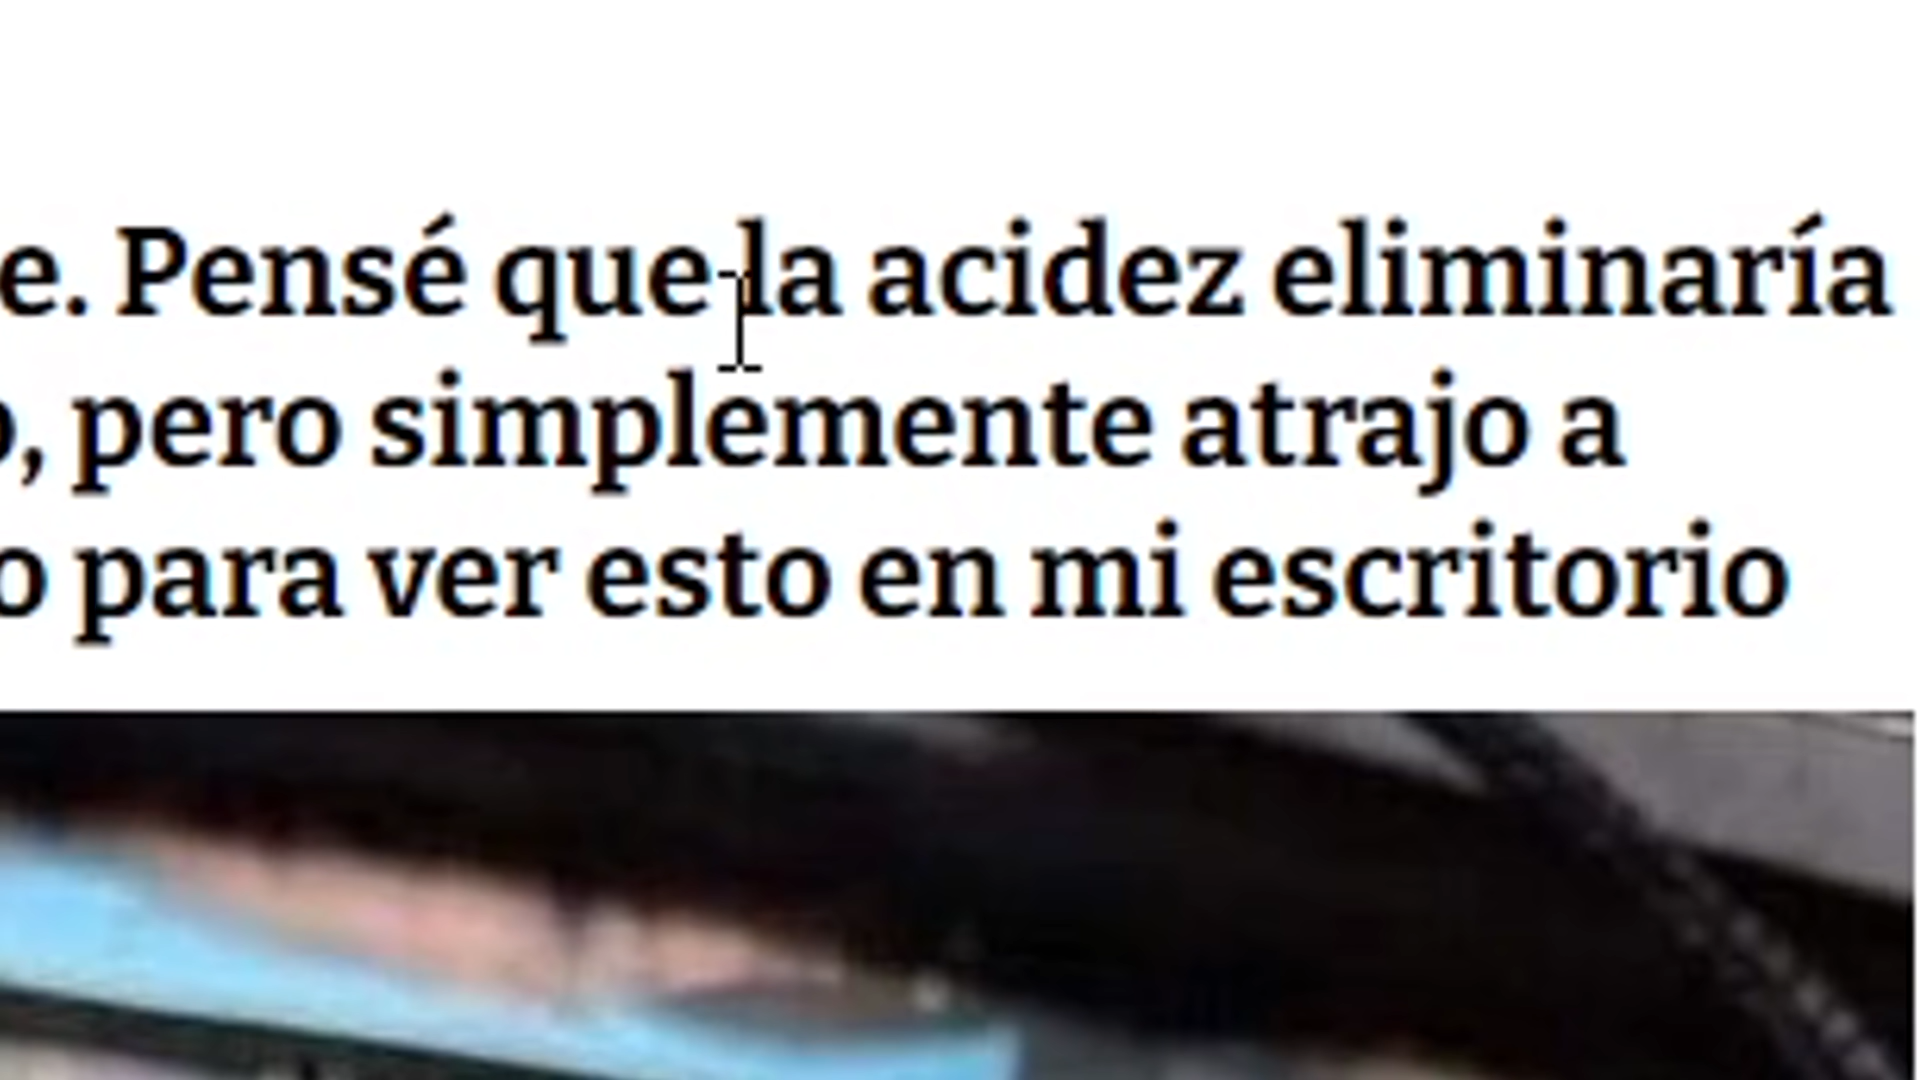 e. Pensé que la acidez eliminaría
o, pero simplemente atrajo a
o para ver esto en mi escritorio